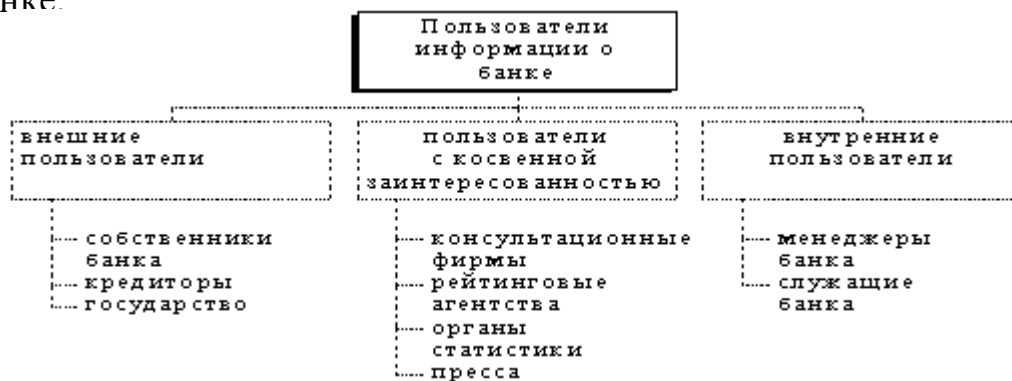 нке.
Пользователи
информации о
банке
внешние
пользователи
пользователи
с косвенной
заинтересованностью
внутренние
пользователи
собственники
банка
кредиторы
государство
консультационные
фирмы
рейтинговые
агентства
органы
статистики
пресса
менеджеры
банка
служащие
банка